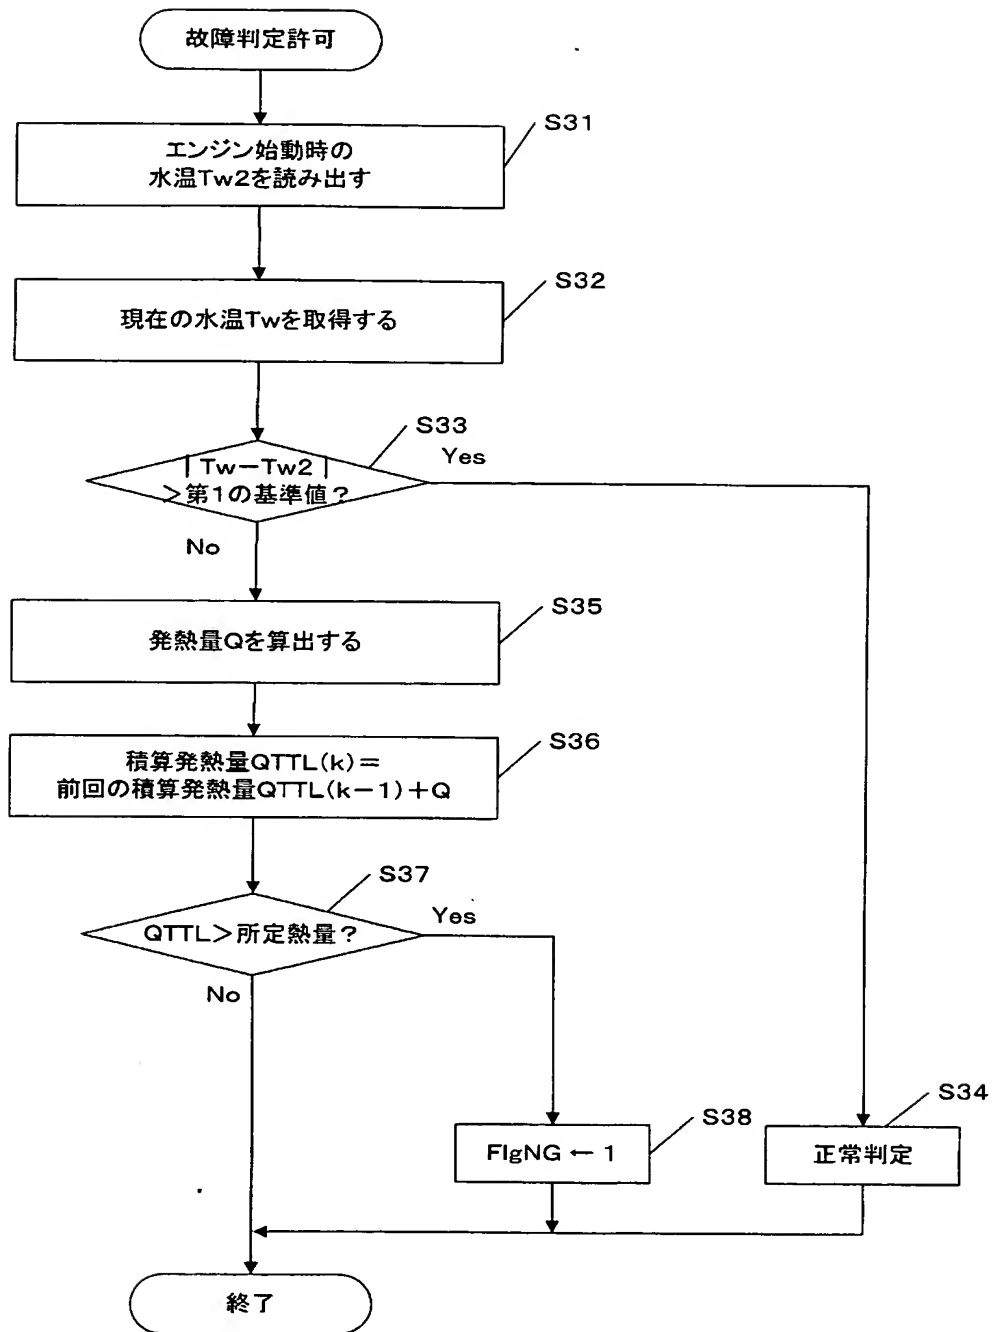 故障判定許可
S31
エンジン始動時の
水温Tw2を読み出す
S32
現在の水温Twを取得する
S33
|Tw－Tw2|
＞第1の基準値？
Yes
No
S35
発熱量Qを算出する
S36
積算発熱量QTTL(k)＝
前回の積算発熱量QTTL(k－1)＋Q
S37
QTTL＞所定熱量？
Yes
No
S38
FlgNG ← 1
S34
正常判定
終了